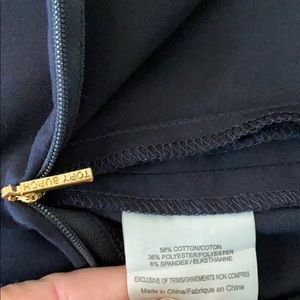 TORY BURCH
58% COTTON/COTON
36% POLYESTER/POLYESTER
6% SPANDEX/ÉLASTHANNE
EXCLUSIVE OF TRIMS/ORNEMENTS NON COMPRIS
Made in China/Fabriqué en Chine